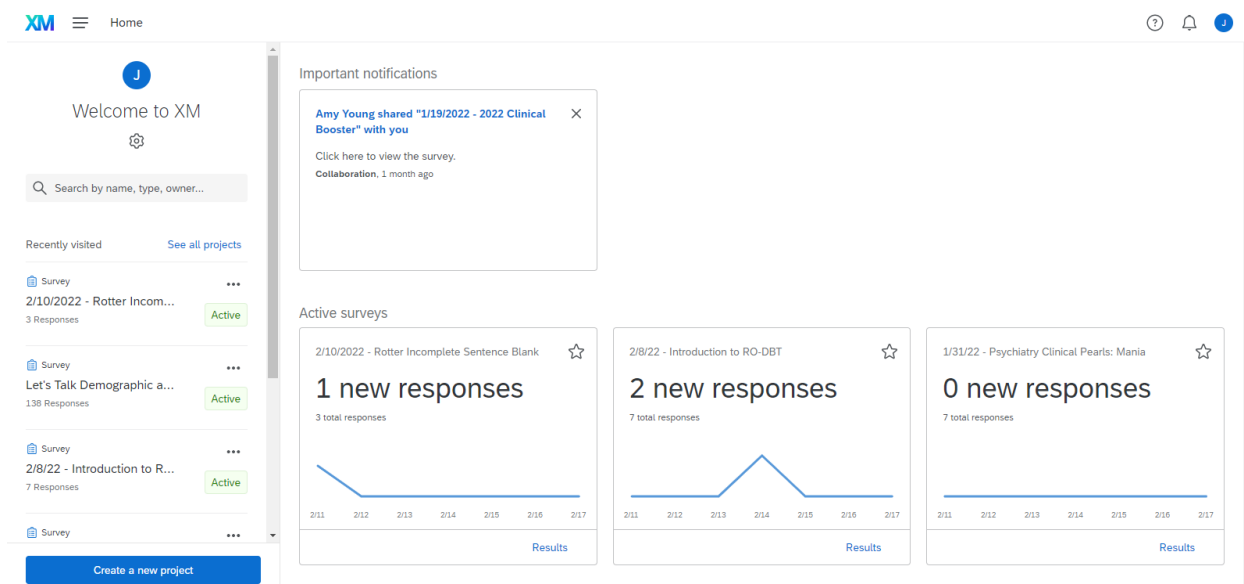 XM
Home
?
J
J
Welcome to XM
Search by name, type, owner...
Recently visited
See all projects
Survey
2/10/2022 - Rotter Incom...
3 Responses
Active
Survey
Let's Talk Demographic a...
138 Responses
Active
Survey
2/8/22 - Introduction to R...
7 Responses
Active
Survey
Create a new project
Important notifications
Amy Young shared "1/19/2022 - 2022 Clinical
Booster" with you
Click here to view the survey.
Collaboration, 1 month ago
Active surveys
2/10/2022 - Rotter Incomplete Sentence Blank
1 new responses
3 total responses
2/11 2/12 2/13 2/14 2/15 2/16 2/17
Results
2/8/22 - Introduction to RO-DBT
2 new responses
7 total responses
2/11 2/12 2/13 2/14 2/15 2/16 2/17
Results
1/31/22 - Psychiatry Clinical Pearls: Mania
0 new responses
7 total responses
2/11 2/12 2/13 2/14 2/15 2/16 2/17
Results